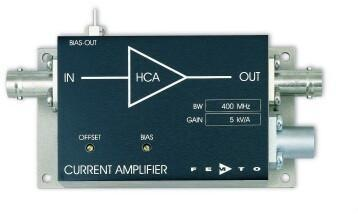 BIAS-OUT
IN
HCA
OUT
BW 400 MHz
GAIN 5 kV/A
OFFSET
BIAS
CURRENT AMPLIFIER
FEMTO